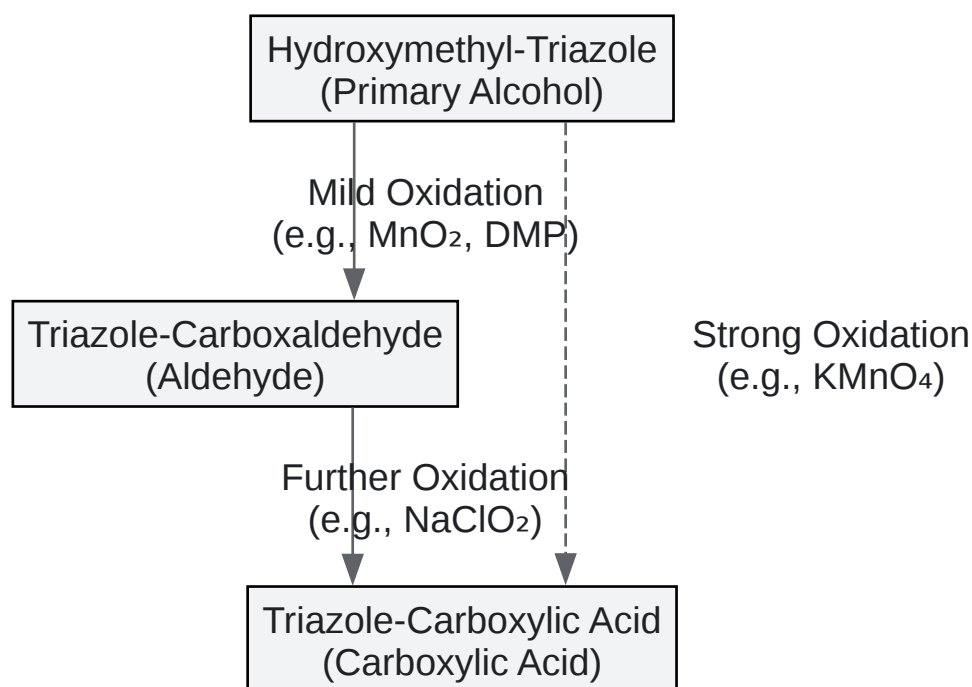 Hydroxymethyl-Triazole
(Primary Alcohol)
Mild Oxidation
(e.g., MnO₂, DMP)
Triazole-Carboxaldehyde
(Aldehyde)
Strong Oxidation
(e.g., KMnO₄)
Further Oxidation
(e.g., NaClO₂)
Triazole-Carboxylic Acid
(Carboxylic Acid)